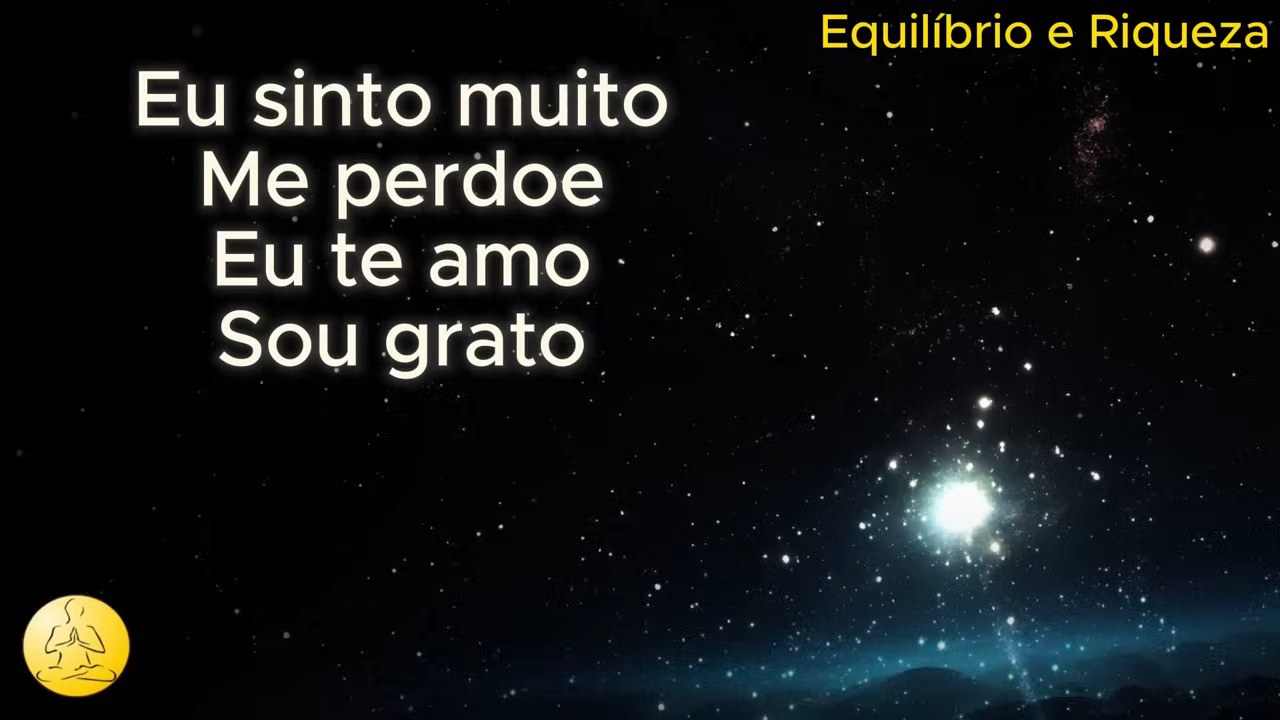 Equilíbrio e Riqueza
Eu sinto muito
Me perdoe
Eu te amo
Sou grato